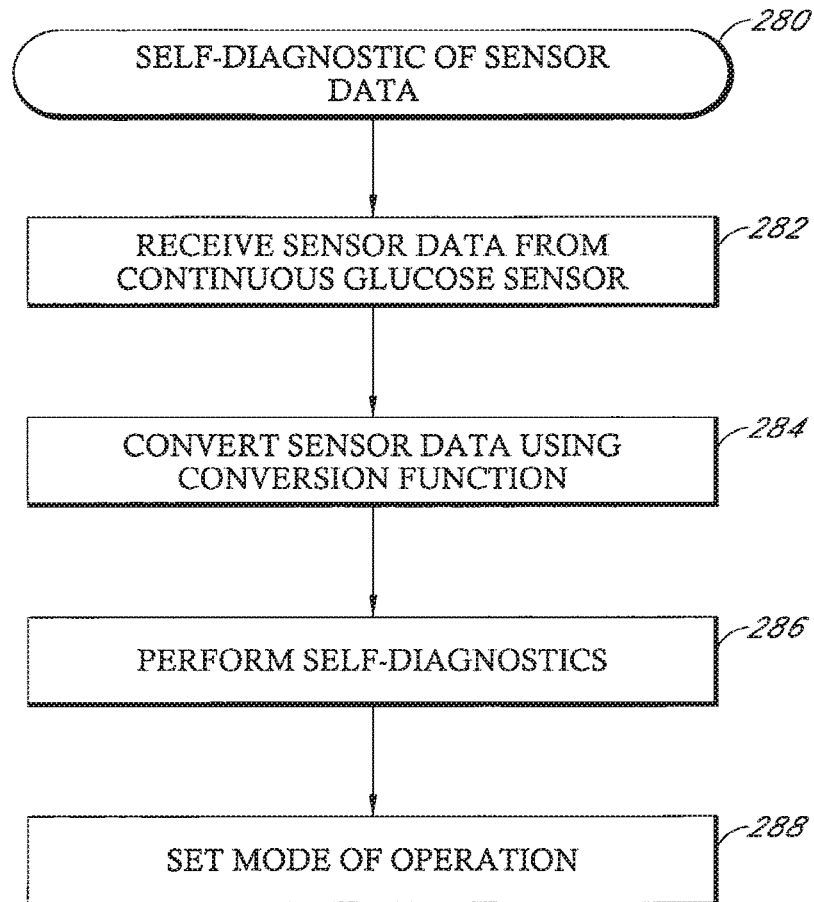 280
SELF-DIAGNOSTIC OF SENSOR
DATA
282
RECEIVE SENSOR DATA FROM
CONTINUOUS GLUCOSE SENSOR
284
CONVERT SENSOR DATA USING
CONVERSION FUNCTION
286
PERFORM SELF-DIAGNOSTICS
288
SET MODE OF OPERATION